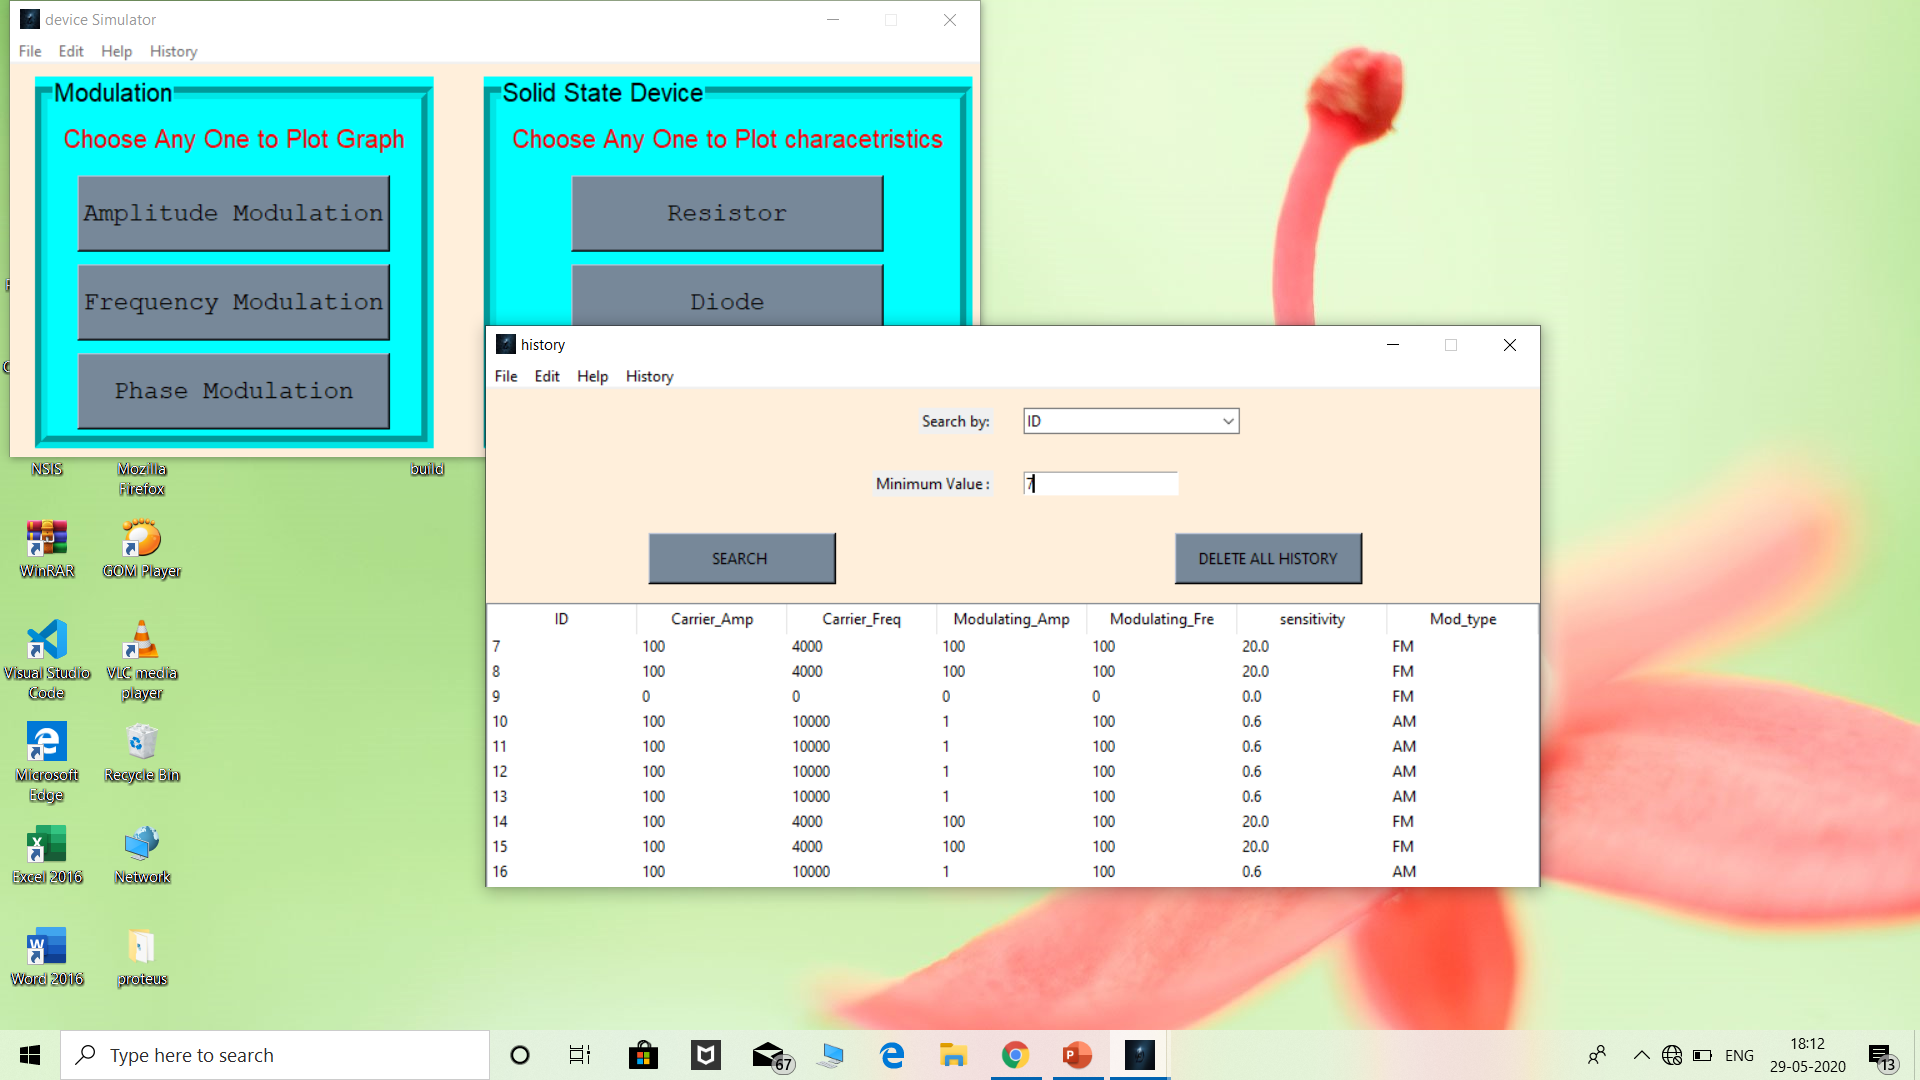 device Simulator
File Edit Help History
Modulation
Choose Any One to Plot Graph
Amplitude Modulation
Frequency Modulation
Phase Modulation
Solid State Device
Choose Any One to Plot characetristics
Resistor
Diode
history
File Edit Help History
Search by: ID
Minimum Value : 7
SEARCH DELETE ALL HISTORY
ID Carrier_Amp Carrier_Freq Modulating_Amp Modulating_Fre sensitivity Mod_type
7 100 4000 100 100 20.0 FM
8 100 4000 100 100 20.0 FM
9 0 0 0 0 0.0 FM
10 100 10000 1 100 0.6 AM
11 100 10000 1 100 0.6 AM
12 100 10000 1 100 0.6 AM
13 100 10000 1 100 0.6 AM
14 100 4000 100 100 20.0 FM
15 100 4000 100 100 20.0 FM
16 100 10000 1 100 0.6 AM
NSIS
Mozilla
Firefox
build
WinRAR
GOM Player
Visual Studio
Code
VLC media
player
Microsoft
Edge
Recycle Bin
Excel 2016
Network
Word 2016
proteus
Type here to search
67
ENG
18:12
29-05-2020
13